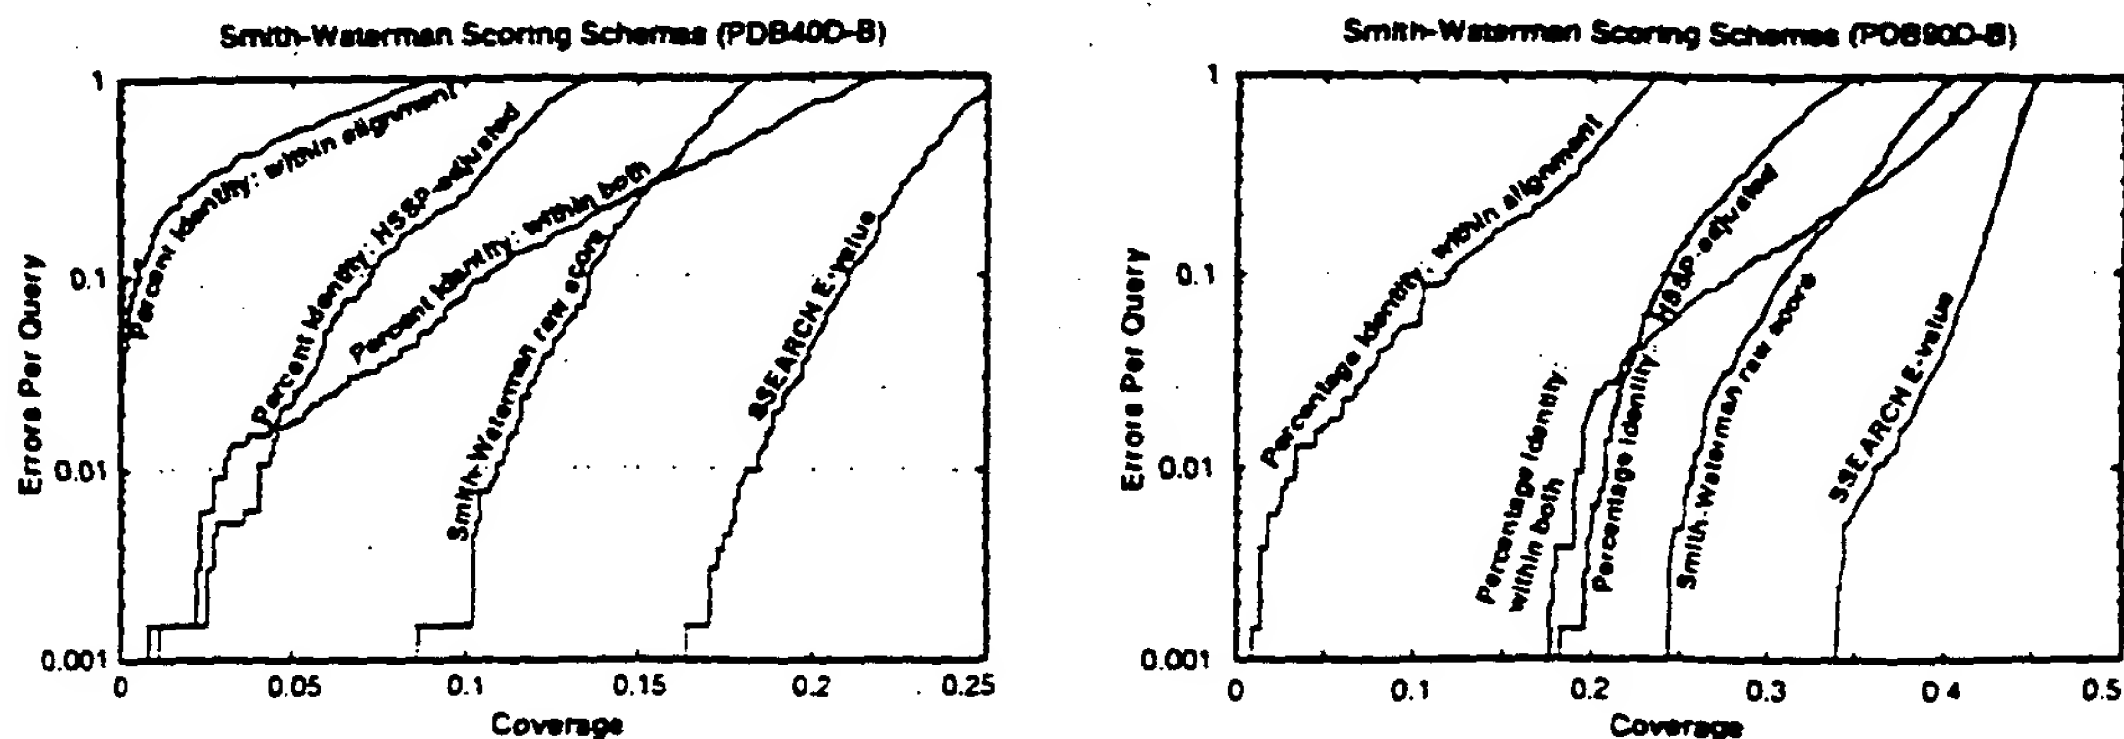 Smith-Waterman Scoring Schemes (PDB40D-B)
Errors Per Query
1
0.1
0.01
0.001
0
0.05
0.1
0.15
0.2
0.25
Coverage
Percent Identity: within alignment
Percent Identity: HSSP-adjusted
Percent Identity: within both
Smith-Waterman raw score
SSEARCH E-value
Smith-Waterman Scoring Schemes (PDB90D-B)
Errors Per Query
1
0.1
0.01
0.001
0
0.1
0.2
0.3
0.4
0.5
Coverage
Percentage Identity: within alignment
Percentage Identity:
within both
Percentage Identity: HSSP-adjusted
Smith-Waterman raw score
SSEARCH E-value